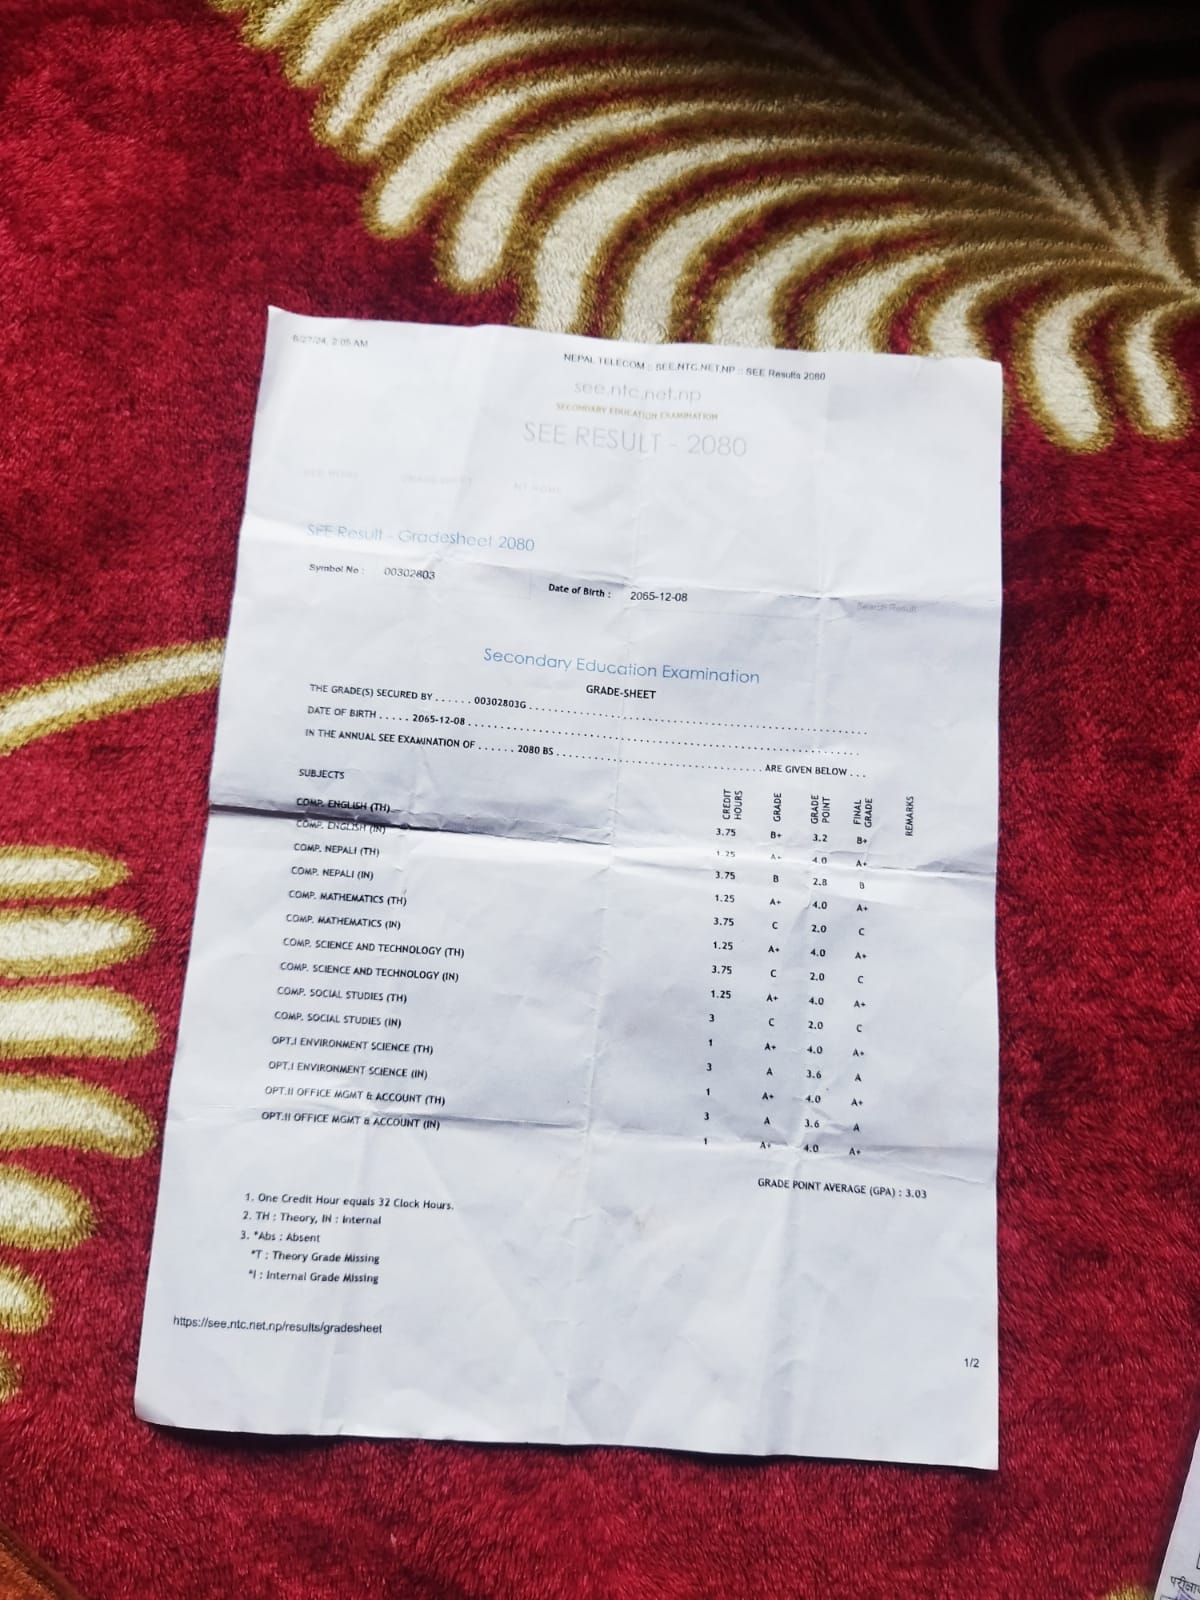 6/27/24, 2:05 AM
NEPAL TELECOM :: SEE.NTC.NET.NP :: SEE Results 2080
see.ntc.net.np
SECONDARY EDUCATION EXAMINATION
SEE RESULT - 2080
SEE HOME GRADE SHEET NT HOME
SEE Result - Gradesheet 2080
Symbol No : 00302803 Date of Birth : 2065-12-08 Search Result
Secondary Education Examination
GRADE-SHEET
THE GRADE(S) SECURED BY . . . . . . 00302803G . . . . . . . . . . . . . . . . . . . . . . . . . . . . . . . . . . . . . . . . . . . . . . . . . . . .
DATE OF BIRTH . . . . . 2065-12-08 . . . . . . . . . . . . . . . . . . . . . . . . . . . . . . . . . . . . . . . . . . . . . . . . . . . . . . . . . . . .
IN THE ANNUAL SEE EXAMINATION OF . . . . . . 2080 BS . . . . . . . . . . . . . . . . . . . . . . . . . . . . . . . . ARE GIVEN BELOW . . .
SUBJECTS CREDIT HOURS GRADE GRADE POINT FINAL GRADE REMARKS
COMP. ENGLISH (TH) 3.75 B+ 3.2 B+
COMP. ENGLISH (IN) 1.25 A+ 4.0 A+
COMP. NEPALI (TH) 3.75 B 2.8 B
COMP. NEPALI (IN) 1.25 A+ 4.0 A+
COMP. MATHEMATICS (TH) 3.75 C 2.0 C
COMP. MATHEMATICS (IN) 1.25 A+ 4.0 A+
COMP. SCIENCE AND TECHNOLOGY (TH) 3.75 C 2.0 C
COMP. SCIENCE AND TECHNOLOGY (IN) 1.25 A+ 4.0 A+
COMP. SOCIAL STUDIES (TH) 3 C 2.0 C
COMP. SOCIAL STUDIES (IN) 1 A+ 4.0 A+
OPT.I ENVIRONMENT SCIENCE (TH) 3 A 3.6 A
OPT.I ENVIRONMENT SCIENCE (IN) 1 A+ 4.0 A+
OPT.II OFFICE MGMT & ACCOUNT (TH) 3 A 3.6 A
OPT.II OFFICE MGMT & ACCOUNT (IN) 1 A+ 4.0 A+
GRADE POINT AVERAGE (GPA) : 3.03
1. One Credit Hour equals 32 Clock Hours.
2. TH : Theory, IN : Internal
3. *Abs : Absent
*T : Theory Grade Missing
*I : Internal Grade Missing
https://see.ntc.net.np/results/gradesheet
1/2